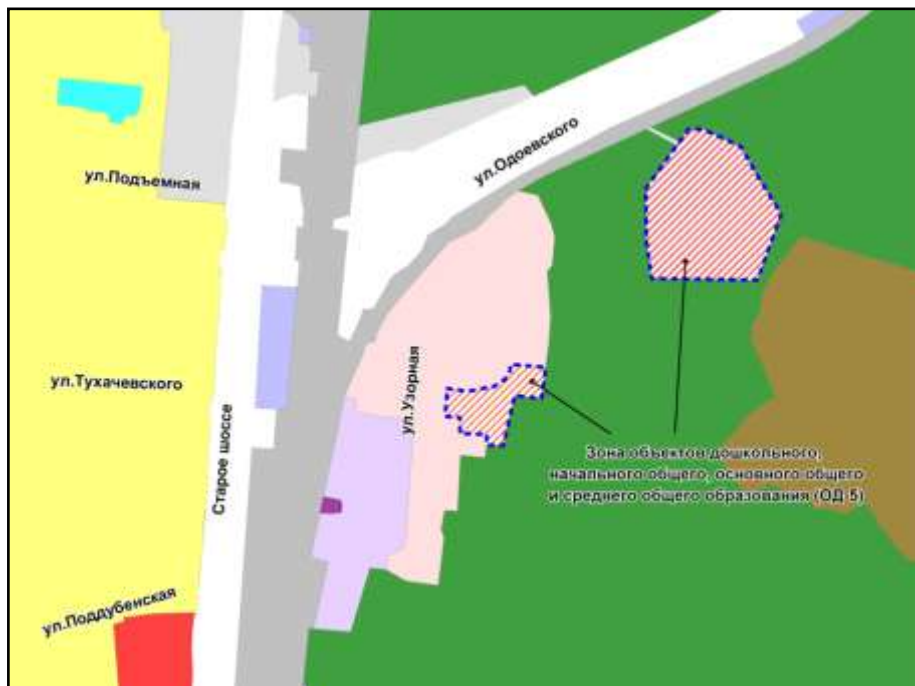 ул.Одоевского
ул.Подъемная
ул.Тухачевского
ул.Узорная
Старое шоссе
Зона объектов дошкольного,
начального общего, основного общего
и среднего общего образования (ОД 5)
ул.Поддубенская